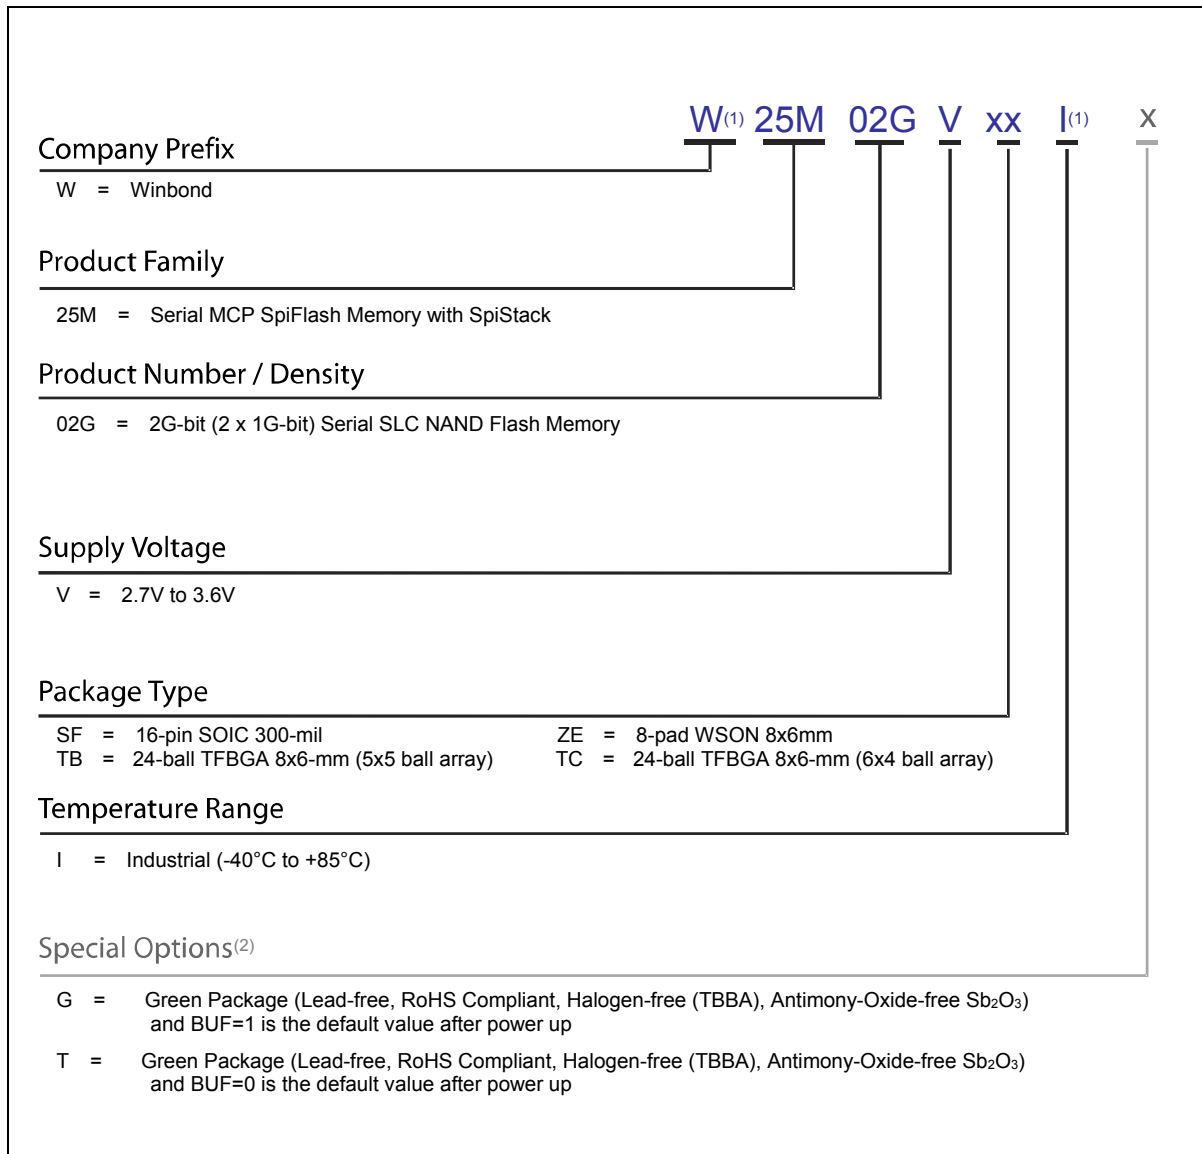 W(1) 25M 02G V xx I(1) x
Company Prefix
W = Winbond
Product Family
25M = Serial MCP SpiFlash Memory with SpiStack
Product Number / Density
02G = 2G-bit (2 x 1G-bit) Serial SLC NAND Flash Memory
Supply Voltage
V = 2.7V to 3.6V
Package Type
SF = 16-pin SOIC 300-mil ZE = 8-pad WSON 8x6mm
TB = 24-ball TFBGA 8x6-mm (5x5 ball array) TC = 24-ball TFBGA 8x6-mm (6x4 ball array)
Temperature Range
I = Industrial (-40°C to +85°C)
Special Options(2)
G = Green Package (Lead-free, RoHS Compliant, Halogen-free (TBBA), Antimony-Oxide-free Sb₂O₃)
and BUF=1 is the default value after power up
T = Green Package (Lead-free, RoHS Compliant, Halogen-free (TBBA), Antimony-Oxide-free Sb₂O₃)
and BUF=0 is the default value after power up